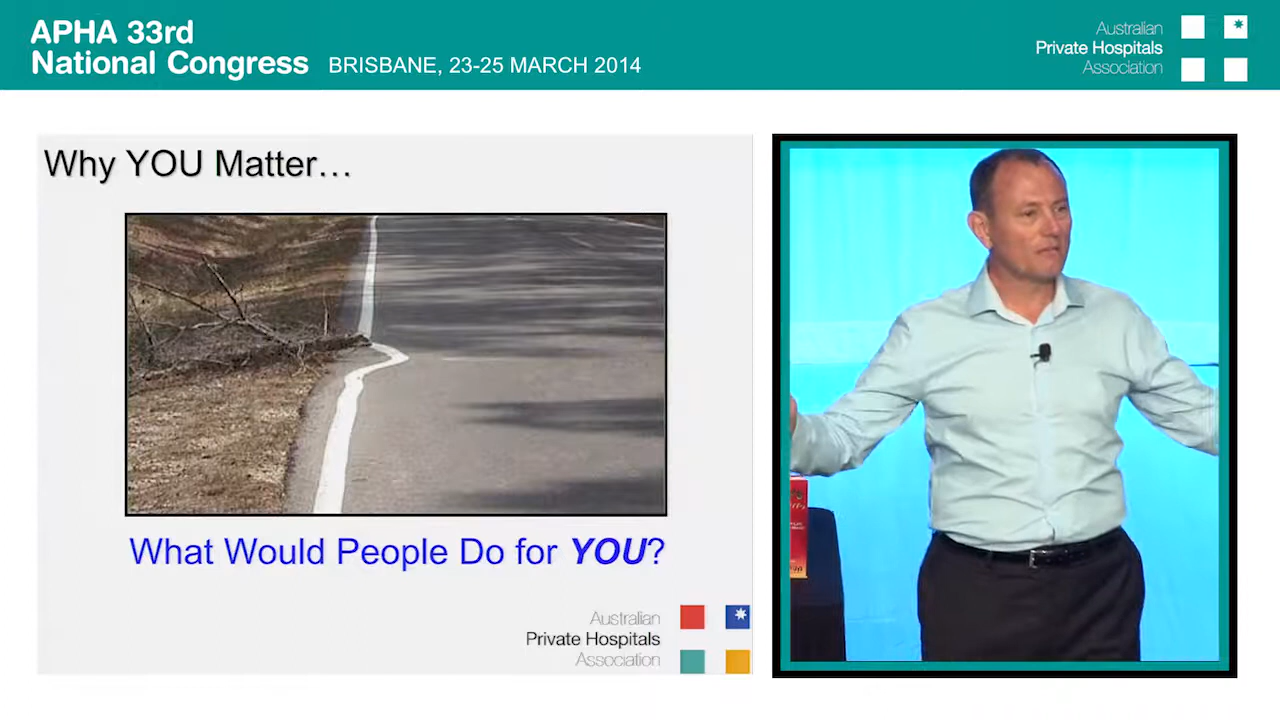 APHA 33rd
National Congress BRISBANE, 23-25 MARCH 2014
Australian
Private Hospitals
Association
Why YOU Matter…
What Would People Do for YOU?
Australian
Private Hospitals
Association